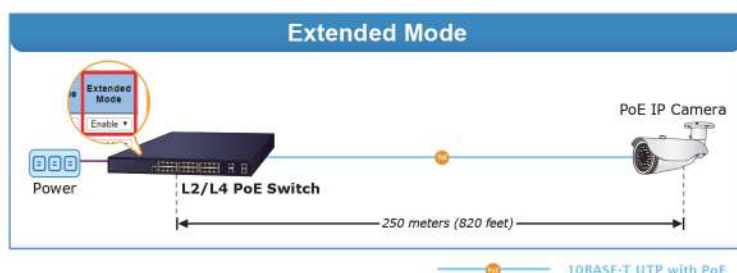 Extended Mode
Extended
Mode
Enable
PoE IP Camera
PoE
Power
L2/L4 PoE Switch
250 meters (820 feet)
10BASE-T UTP with PoE